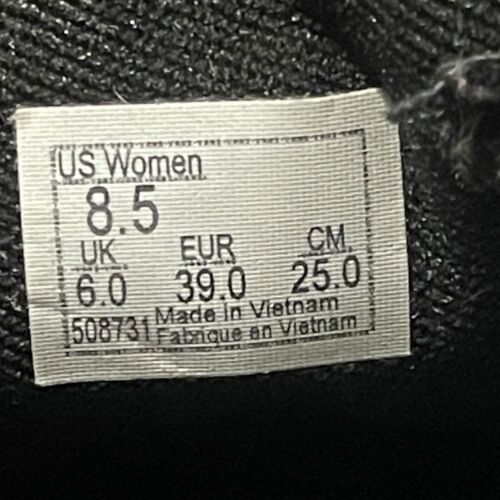 US Women
8.5
UK EUR CM.
6.0 39.0 25.0
508731 Made in Vietnam
Fabrique en Vietnam